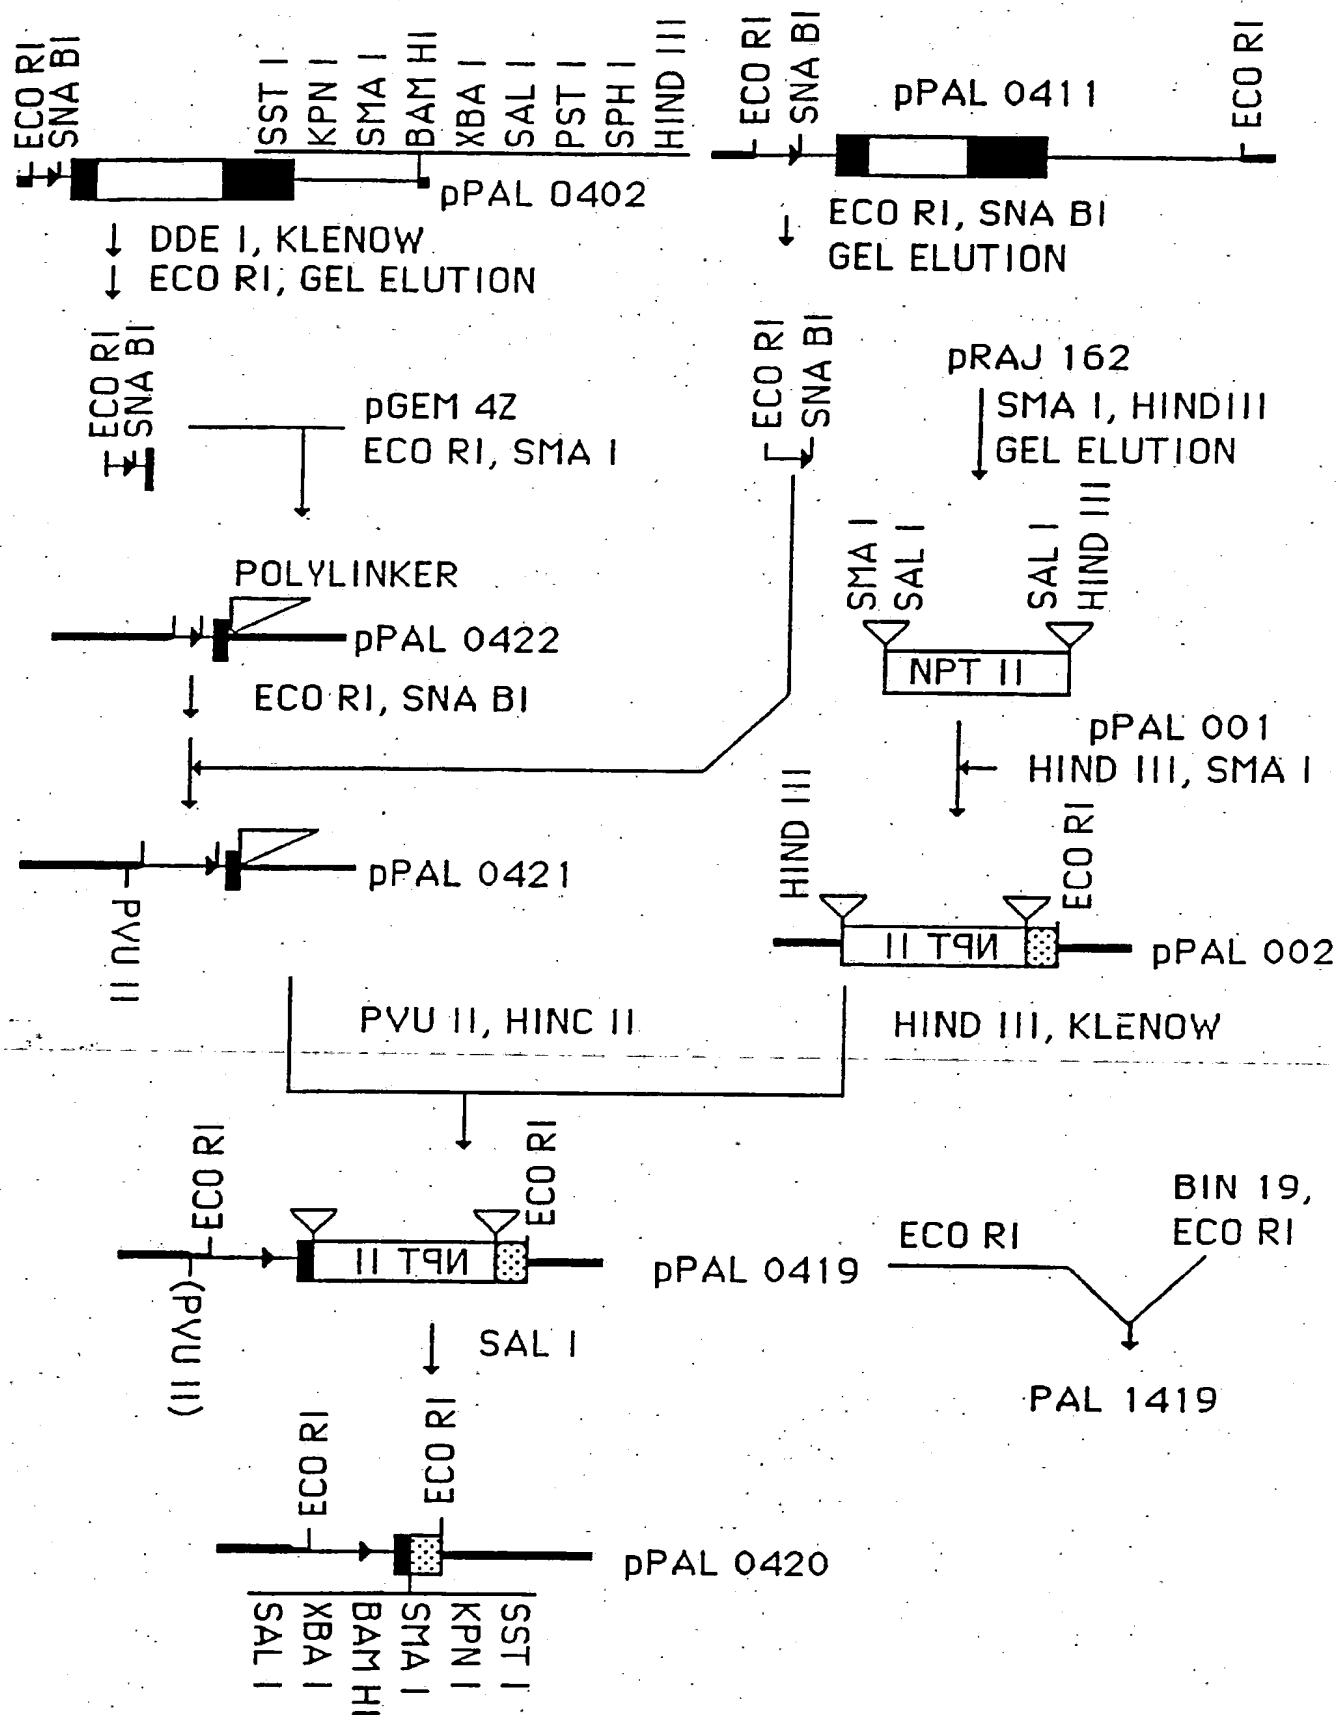 ECO RI
SNA BI
SST I
KPN I
SMA I
BAM HI
XBA I
SAL I
PST I
SPH I
HIND III
pPAL 0402
ECO RI
SNA BI
pPAL 0411
ECO RI
DDE I, KLENOW
ECO RI, GEL ELUTION
ECO RI, SNA BI
GEL ELUTION
ECO RI
SNA BI
pGEM 4Z
ECO RI, SMA I
ECO RI
SNA BI
pRAJ 162
SMA I, HINDIII
GEL ELUTION
POLYLINKER
pPAL 0422
SMA I
SAL I
SAL I
HIND III
NPT II
ECO RI, SNA BI
pPAL 001
HIND III, SMA I
pPAL 0421
PVU II
HIND III
ECO RI
NPT II
pPAL 002
PVU II, HINC II
HIND III, KLENOW
ECO RI
ECO RI
NPT II
(PVU II)
pPAL 0419
ECO RI
BIN 19,
ECO RI
SAL I
PAL 1419
ECO RI
ECO RI
pPAL 0420
SAL I
XBA I
BAM HI
SMA I
KPN I
SST I